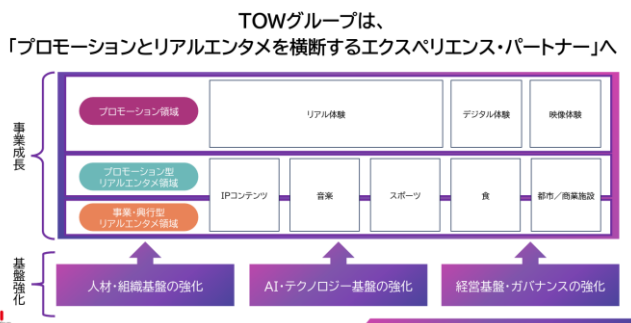 TOWグループは、
「プロモーションとリアルエンタメを横断するエクスペリエンス・パートナー」へ
事業成長
プロモーション領域
リアル体験
デジタル体験
映像体験
プロモーション型
リアルエンタメ領域
事業・興行型
リアルエンタメ領域
IPコンテンツ
音楽
スポーツ
食
都市／商業施設
基盤強化
人材・組織基盤の強化
AI・テクノロジー基盤の強化
経営基盤・ガバナンスの強化